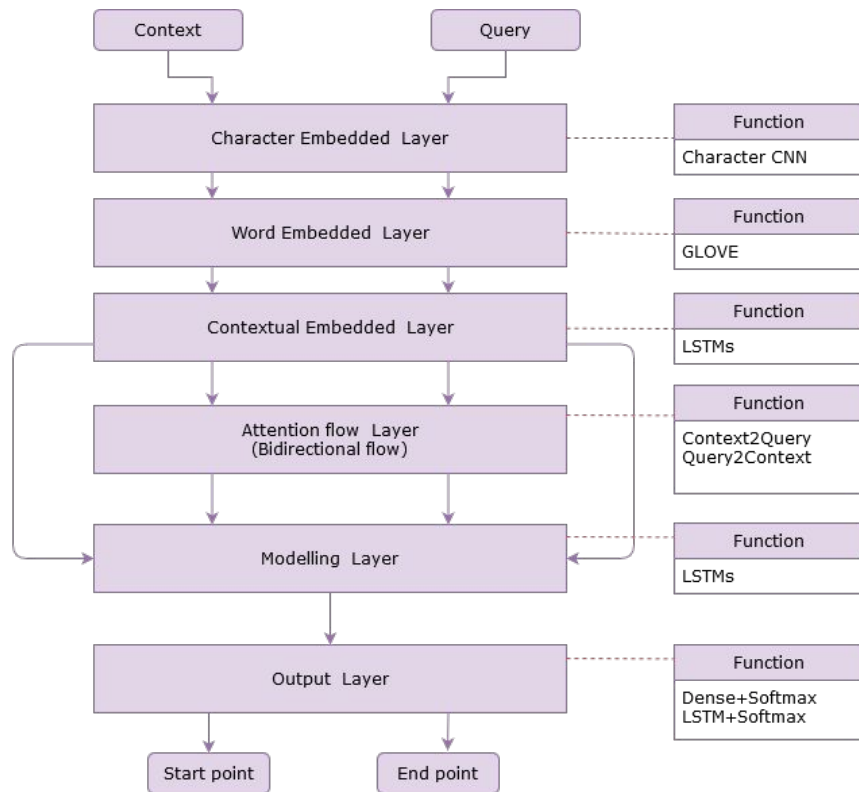 Context
Query
Character Embedded Layer
Function
Character CNN
Word Embedded Layer
Function
GLOVE
Contextual Embedded Layer
Function
LSTMs
Attention flow Layer
(Bidirectional flow)
Function
Context2Query
Query2Context
Modelling Layer
Function
LSTMs
Output Layer
Function
Dense+Softmax
LSTM+Softmax
Start point
End point